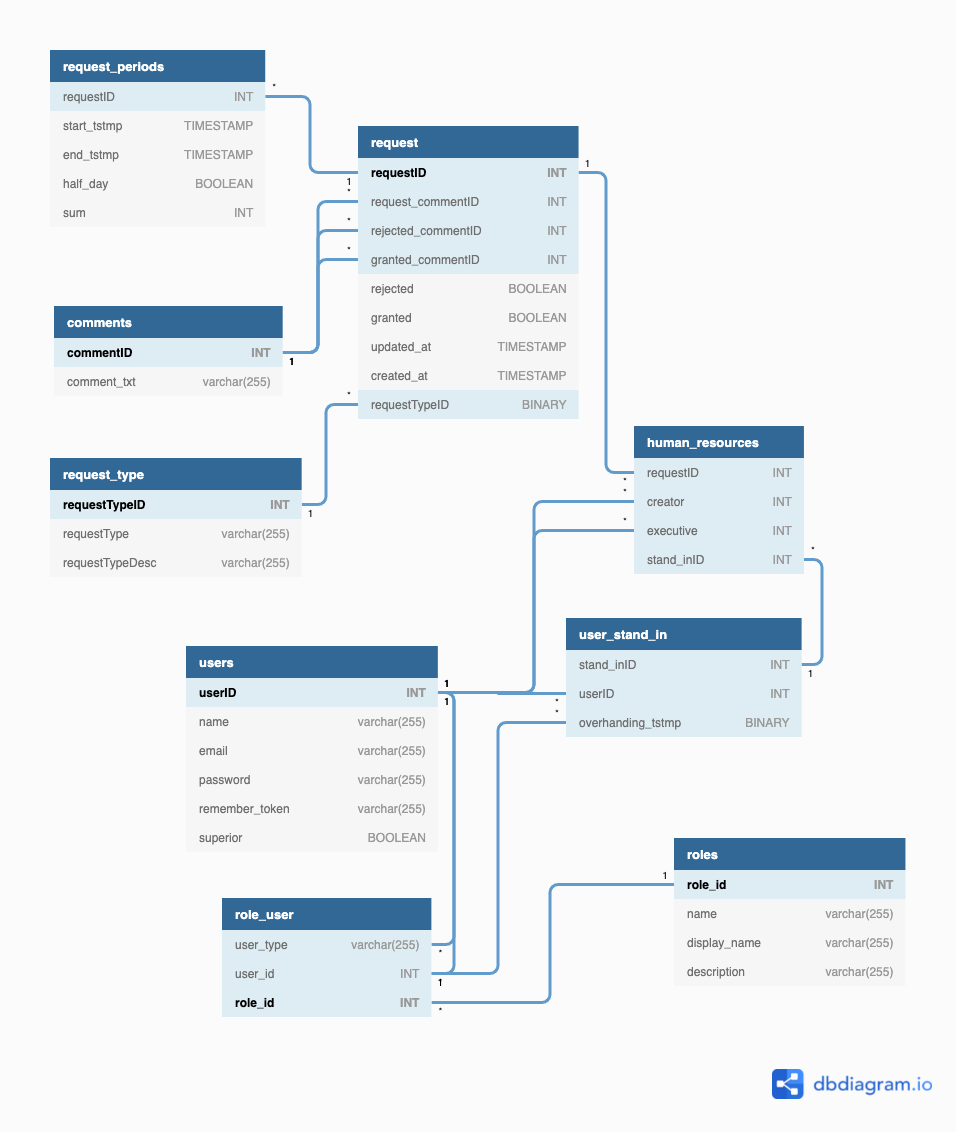 request_periods
requestID INT
start_tstmp TIMESTAMP
end_tstmp TIMESTAMP
half_day BOOLEAN
sum INT
*
1
request
requestID INT
request_commentID INT
rejected_commentID INT
granted_commentID INT
rejected BOOLEAN
granted BOOLEAN
updated_at TIMESTAMP
created_at TIMESTAMP
requestTypeID BINARY
1
*
*
*
*
comments
commentID INT
comment_txt varchar(255)
1
request_type
requestTypeID INT
requestType varchar(255)
requestTypeDesc varchar(255)
1
human_resources
requestID INT
creator INT
executive INT
stand_inID INT
*
*
*
*
user_stand_in
stand_inID INT
userID INT
overhanding_tstmp BINARY
1
*
*
users
userID INT
name varchar(255)
email varchar(255)
password varchar(255)
remember_token varchar(255)
superior BOOLEAN
1
1
role_user
user_type varchar(255)
user_id INT
role_id INT
*
1
*
roles
role_id INT
name varchar(255)
display_name varchar(255)
description varchar(255)
1
dbdiagram.io